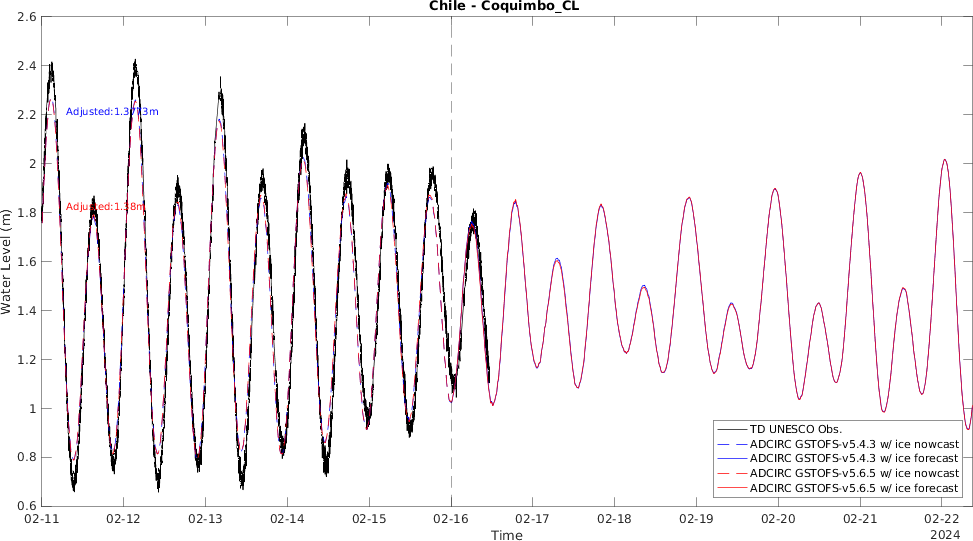 Chile - Coquimbo_CL
2.6
2.4
2.2
2
1.8
1.6
1.4
1.2
1
0.8
0.6
Water Level (m)
Adjusted:1.3773m
Adjusted:1.38m
TD UNESCO Obs.
ADCIRC GSTOFS-v5.4.3 w/ ice nowcast
ADCIRC GSTOFS-v5.4.3 w/ ice forecast
ADCIRC GSTOFS-v5.6.5 w/ ice nowcast
ADCIRC GSTOFS-v5.6.5 w/ ice forecast
02-11 02-12 02-13 02-14 02-15 02-16 02-17 02-18 02-19 02-20 02-21 02-22
2024
Time